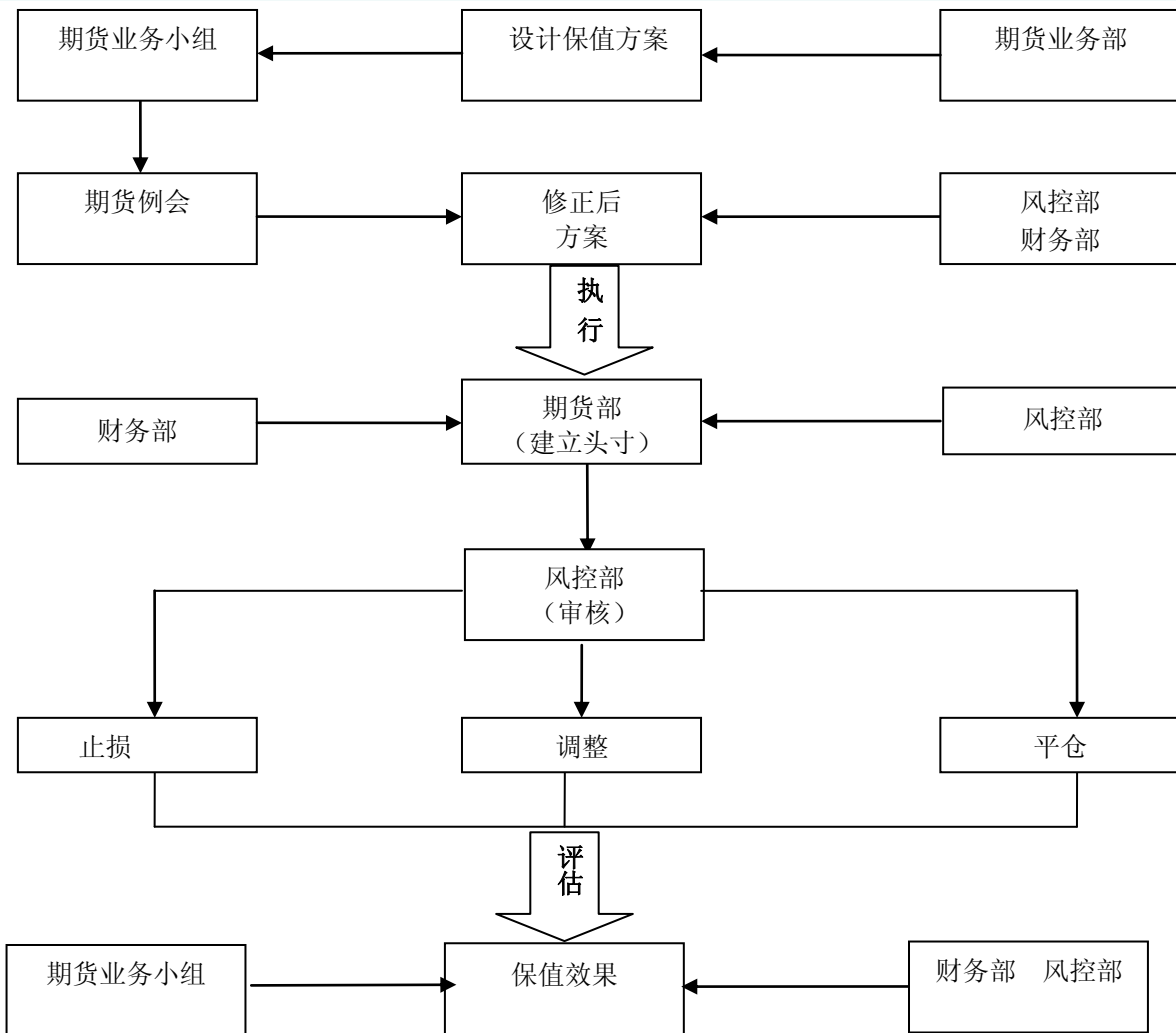 期货业务小组
设计保值方案
期货业务部
期货例会
修正后
方案
风控部
财务部
执
行
财务部
期货部
（建立头寸）
风控部
风控部
（审核）
止损
调整
平仓
评
估
期货业务小组
保值效果
财务部 风控部